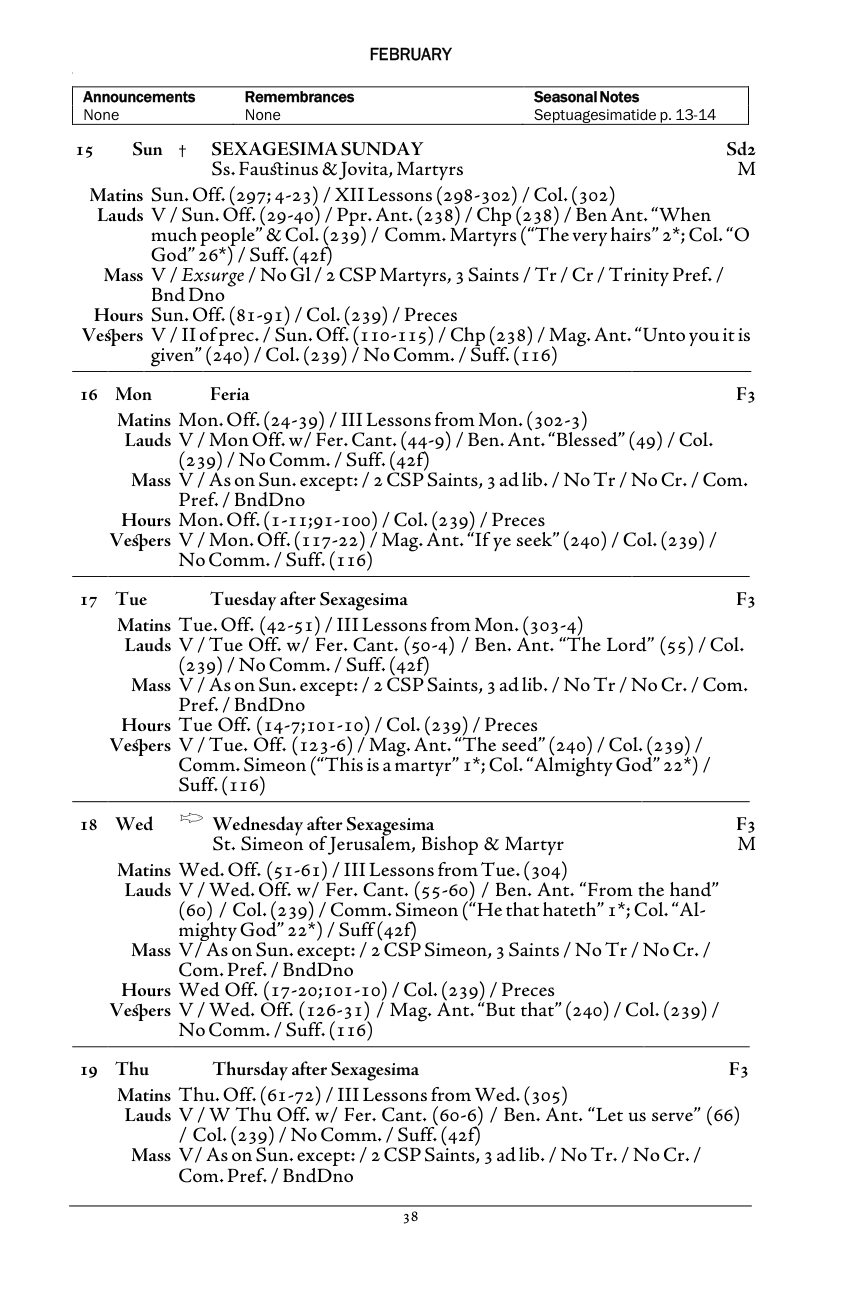 FEBRUARY
Announcements Remembrances Seasonal Notes
None None Septuagesimatide p. 13-14
15 Sun † SEXAGESIMA SUNDAY Sd2
Ss. Faustinus & Jovita, Martyrs M
Matins Sun. Off. (297; 4-23) / XII Lessons (298-302) / Col. (302)
Lauds V / Sun. Off. (29-40) / Ppr. Ant. (238) / Chp (238) / Ben Ant. “When
much people” & Col. (239) / Comm. Martyrs (“The very hairs” 2*; Col. “O
God” 26*) / Suff. (42f)
Mass V / Exsurge / No Gl / 2 CSP Martyrs, 3 Saints / Tr / Cr / Trinity Pref. /
Bnd Dno
Hours Sun. Off. (81-91) / Col. (239) / Preces
Vespers V / II of prec. / Sun. Off. (110-115) / Chp (238) / Mag. Ant. “Unto you it is
given” (240) / Col. (239) / No Comm. / Suff. (116)
16 Mon Feria F3
Matins Mon. Off. (24-39) / III Lessons from Mon. (302-3)
Lauds V / Mon Off. w/ Fer. Cant. (44-9) / Ben. Ant. “Blessed” (49) / Col.
(239) / No Comm. / Suff. (42f)
Mass V / As on Sun. except: / 2 CSP Saints, 3 ad lib. / No Tr / No Cr. / Com.
Pref. / BndDno
Hours Mon. Off. (1-11;91-100) / Col. (239) / Preces
Vespers V / Mon. Off. (117-22) / Mag. Ant. “If ye seek” (240) / Col. (239) /
No Comm. / Suff. (116)
17 Tue Tuesday after Sexagesima F3
Matins Tue. Off. (42-51) / III Lessons from Mon. (303-4)
Lauds V / Tue Off. w/ Fer. Cant. (50-4) / Ben. Ant. “The Lord” (55) / Col.
(239) / No Comm. / Suff. (42f)
Mass V / As on Sun. except: / 2 CSP Saints, 3 ad lib. / No Tr / No Cr. / Com.
Pref. / BndDno
Hours Tue Off. (14-7;101-10) / Col. (239) / Preces
Vespers V / Tue. Off. (123-6) / Mag. Ant. “The seed” (240) / Col. (239) /
Comm. Simeon (“This is a martyr” 1*; Col. “Almighty God” 22*) /
Suff. (116)
18 Wed Wednesday after Sexagesima F3
St. Simeon of Jerusalem, Bishop & Martyr M
Matins Wed. Off. (51-61) / III Lessons from Tue. (304)
Lauds V / Wed. Off. w/ Fer. Cant. (55-60) / Ben. Ant. “From the hand”
(60) / Col. (239) / Comm. Simeon (“He that hateth” 1*; Col. “Al-
mighty God” 22*) / Suff (42f)
Mass V/ As on Sun. except: / 2 CSP Simeon, 3 Saints / No Tr / No Cr. /
Com. Pref. / BndDno
Hours Wed Off. (17-20;101-10) / Col. (239) / Preces
Vespers V / Wed. Off. (126-31) / Mag. Ant. “But that” (240) / Col. (239) /
No Comm. / Suff. (116)
19 Thu Thursday after Sexagesima F3
Matins Thu. Off. (61-72) / III Lessons from Wed. (305)
Lauds V / W Thu Off. w/ Fer. Cant. (60-6) / Ben. Ant. “Let us serve” (66)
/ Col. (239) / No Comm. / Suff. (42f)
Mass V/ As on Sun. except: / 2 CSP Saints, 3 ad lib. / No Tr. / No Cr. /
Com. Pref. / BndDno
38